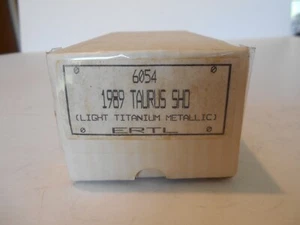 6054
1989 TAURUS SHO
(LIGHT TITANIUM METALLIC)
ERTL